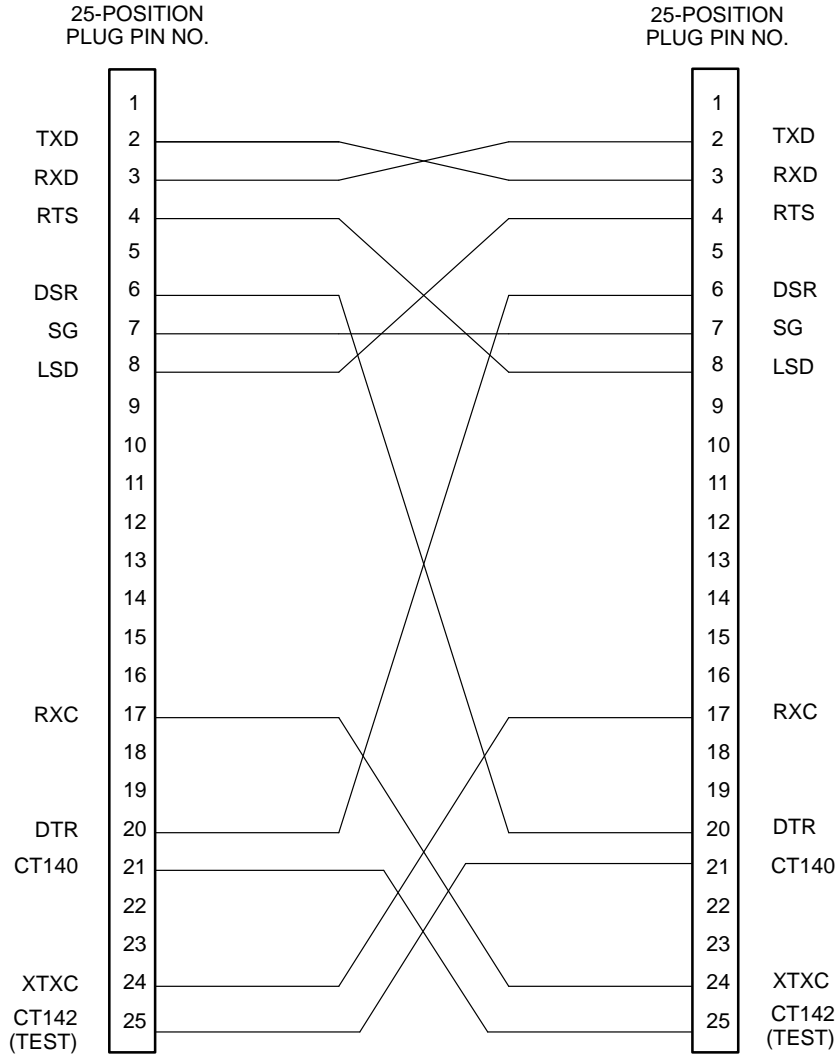 25-POSITION 25-POSITION
PLUG PIN NO. PLUG PIN NO.
1 1
TXD 2 2 TXD
RXD 3 3 RXD
RTS 4 4 RTS
5 5
DSR 6 6 DSR
SG 7 7 SG
LSD 8 8 LSD
9 9
10 10
11 11
12 12
13 13
14 14
15 15
16 16
RXC 17 17 RXC
18 18
19 19
DTR 20 20 DTR
CT140 21 21 CT140
22 22
23 23
XTXC 24 24 XTXC
CT142 25 25 CT142
(TEST) (TEST)